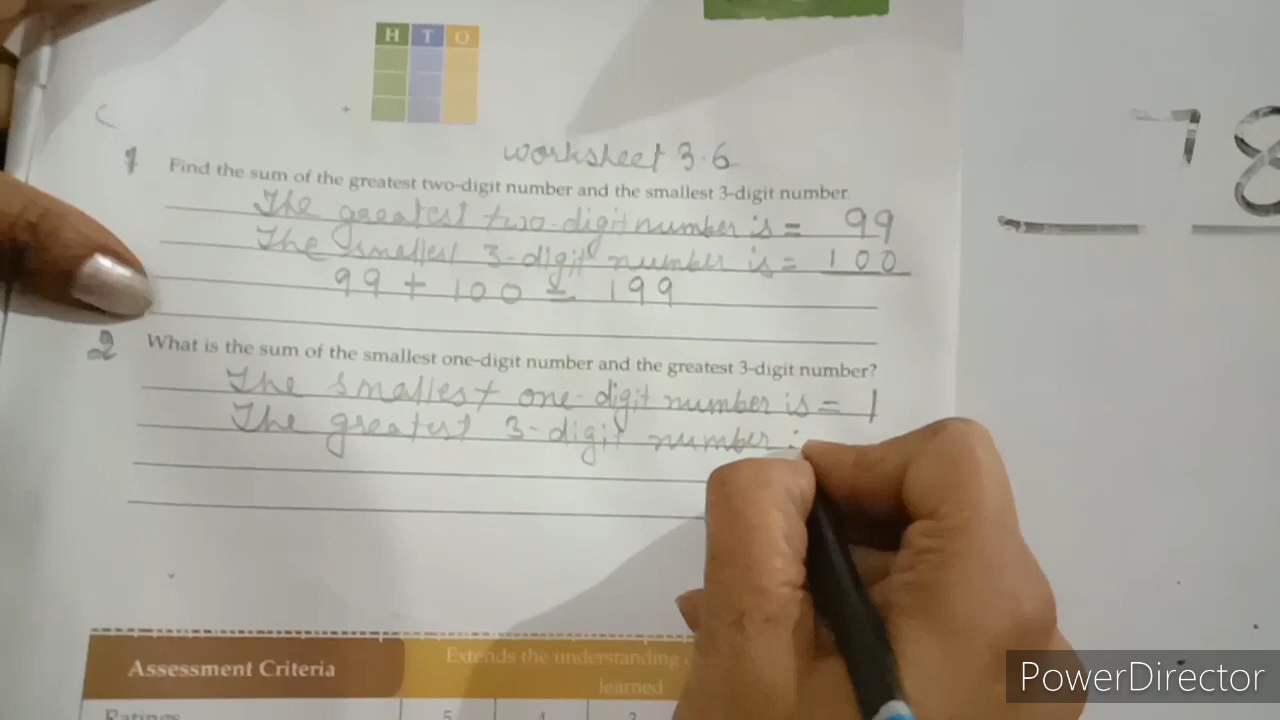 H T O
+
Worksheet 3.6
1 Find the sum of the greatest two-digit number and the smallest 3-digit number.
The greatest two-digit number is = 99
The smallest 3-digit number is = 100
99 + 100 = 199
2 What is the sum of the smallest one-digit number and the greatest 3-digit number?
The smallest one-digit number is = 1
The greatest 3-digit number
78
Assessment Criteria
Extends the understanding
learned
Ratings 5 4 3
PowerDirector